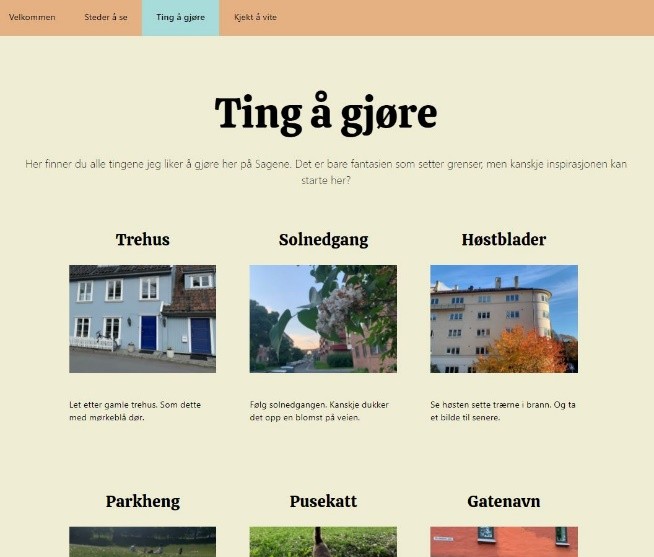 Velkommen Steder å se Ting å gjøre Kjekt å vite
Ting å gjøre
Her finner du alle tingene jeg liker å gjøre her på Sagene. Det er bare fantasien som setter grenser, men kanskje inspirasjonen kan
starte her?
Trehus
Solnedgang
Høstblader
Let etter gamle trehus. Som dette
med mørkeblå dør.
Følg solnedgangen. Kanskje dukker
det opp en blomst på veien.
Se høsten sette trærne i brann. Og ta
et bilde til senere.
Parkheng
Pusekatt
Gatenavn